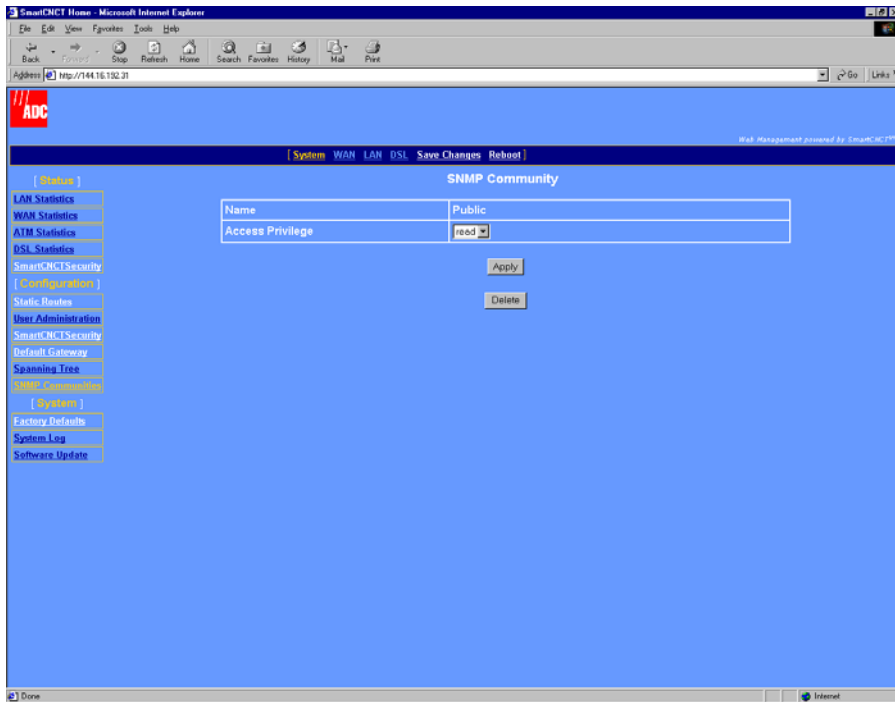 SmartCNCT Home - Microsoft Internet Explorer
File Edit View Favorites Tools Help
Back Forward Stop Refresh Home Search Favorites History Mail Print
Address http://144.16.192.31 Go Links
ADC
Web Management powered by SmartCNCT
[ System WAN LAN DSL Save Changes Reboot ]
[ Status ]
LAN Statistics
WAN Statistics
ATM Statistics
DSL Statistics
SmartCNCTSecurity
[ Configuration ]
Static Routes
User Administration
SmartCNCTSecurity
Default Gateway
Spanning Tree
SNMP Communities
[ System ]
Factory Defaults
System Log
Software Update
SNMP Community
Name Public
Access Privilege read
Apply
Delete
Done Internet